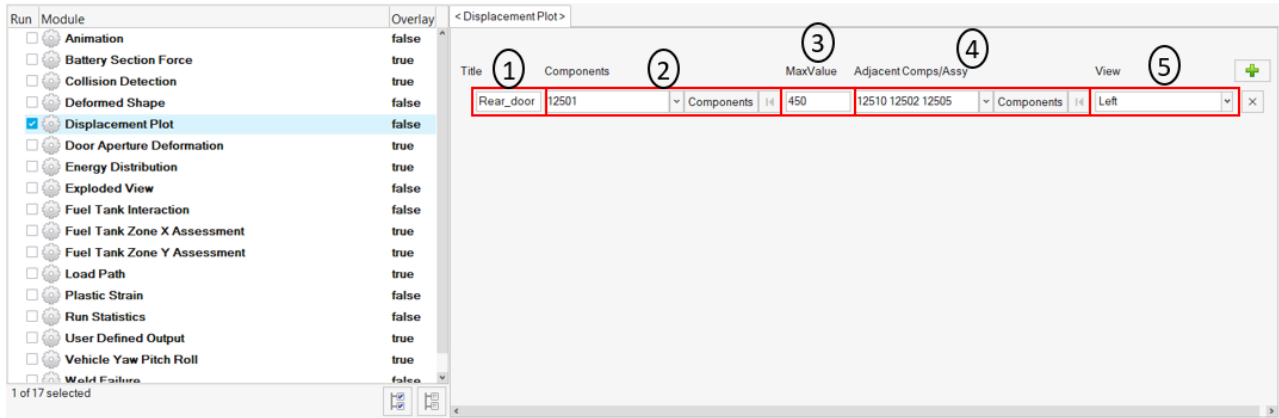 Run Module Overlay
Animation false
Battery Section Force true
Collision Detection true
Deformed Shape false
Displacement Plot false
Door Aperture Deformation true
Energy Distribution true
Exploded View false
Fuel Tank Interaction false
Fuel Tank Zone X Assessment true
Fuel Tank Zone Y Assessment true
Load Path true
Plastic Strain false
Run Statistics false
User Defined Output true
Vehicle Yaw Pitch Roll true
Weld Failure false
1 of 17 selected
< Displacement Plot >
1 2 3 4 5
Title Components MaxValue Adjacent Comps/Assy View
Rear_door 12501 Components 450 12510 12502 12505 Components Left